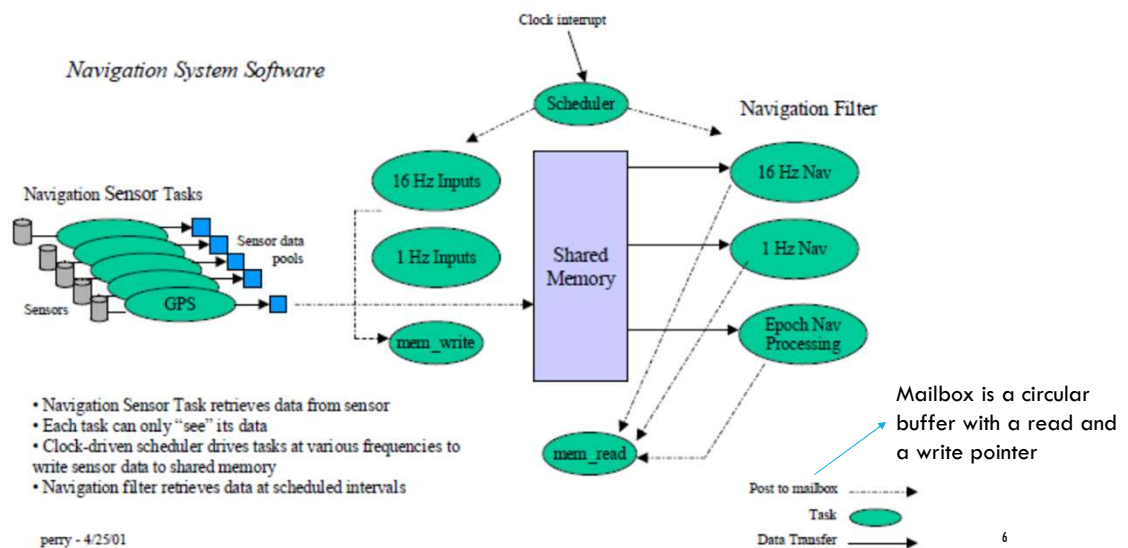 Clock interrupt
Navigation System Software
Scheduler
Navigation Filter
16 Hz Inputs
16 Hz Nav
Navigation Sensor Tasks
Sensor data
pools
1 Hz Inputs
Shared
Memory
1 Hz Nav
Sensors
GPS
mem_write
Epoch Nav
Processing
• Navigation Sensor Task retrieves data from sensor
• Each task can only “see” its data
• Clock-driven scheduler drives tasks at various frequencies to
write sensor data to shared memory
• Navigation filter retrieves data at scheduled intervals
mem_read
Mailbox is a circular
buffer with a read and
a write pointer
Post to mailbox
Task
Data Transfer
perry - 4/25/01
6